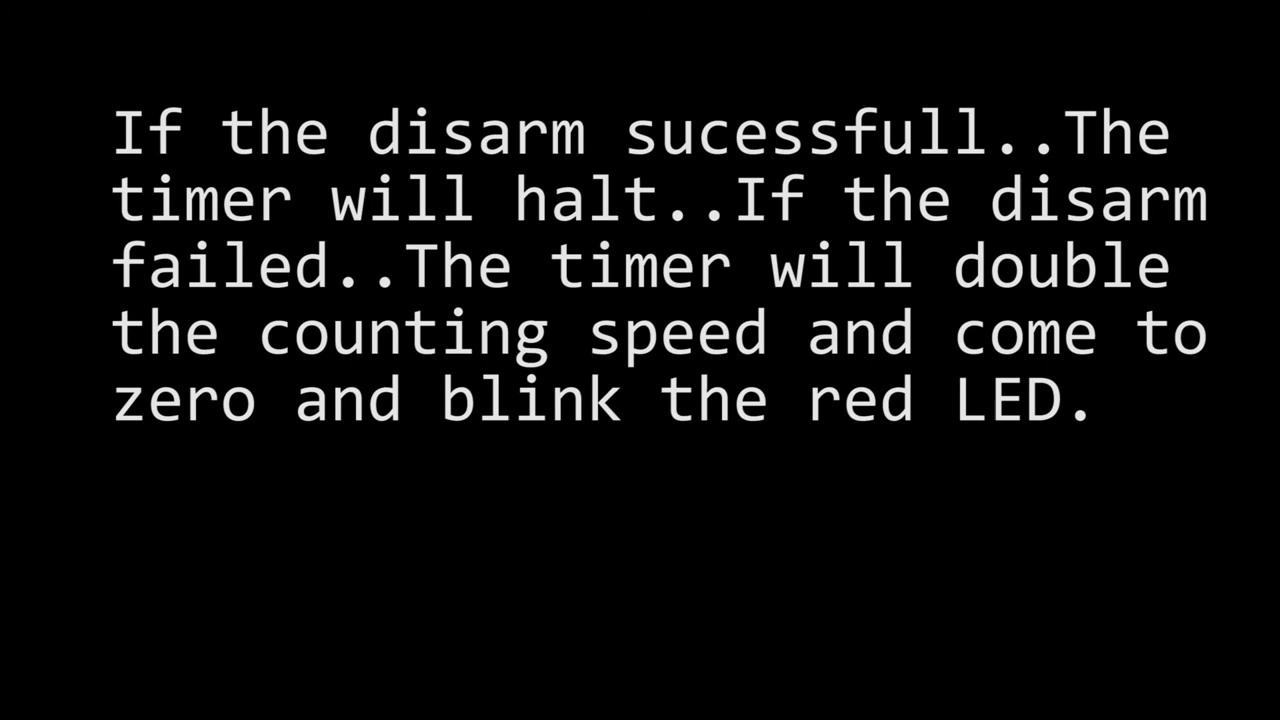 If the disarm sucessfull..The
timer will halt..If the disarm
failed..The timer will double
the counting speed and come to
zero and blink the red LED.